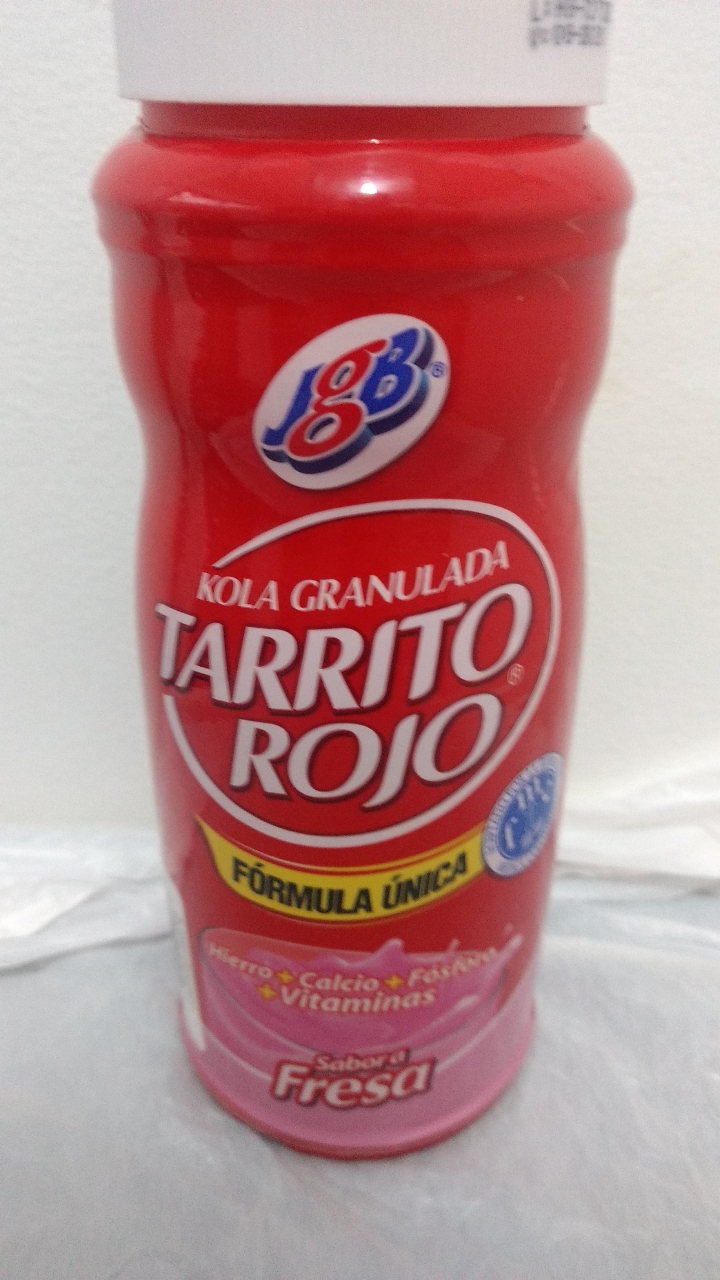 JgB®
KOLA GRANULADA
TARRITO
ROJO®
FÓRMULA ÚNICA
Hierro + Calcio + Fósforo
+ Vitaminas
Sabor a
Fresa